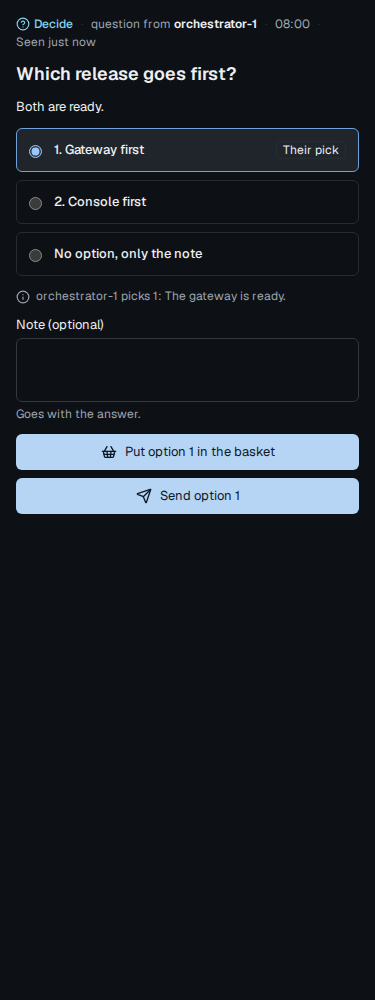 Decide · question from orchestrator-1 · 08:00 ·
Seen just now
Which release goes first?
Both are ready.
1. Gateway first Their pick
2. Console first
No option, only the note
orchestrator-1 picks 1: The gateway is ready.
Note (optional)
Goes with the answer.
Put option 1 in the basket
Send option 1